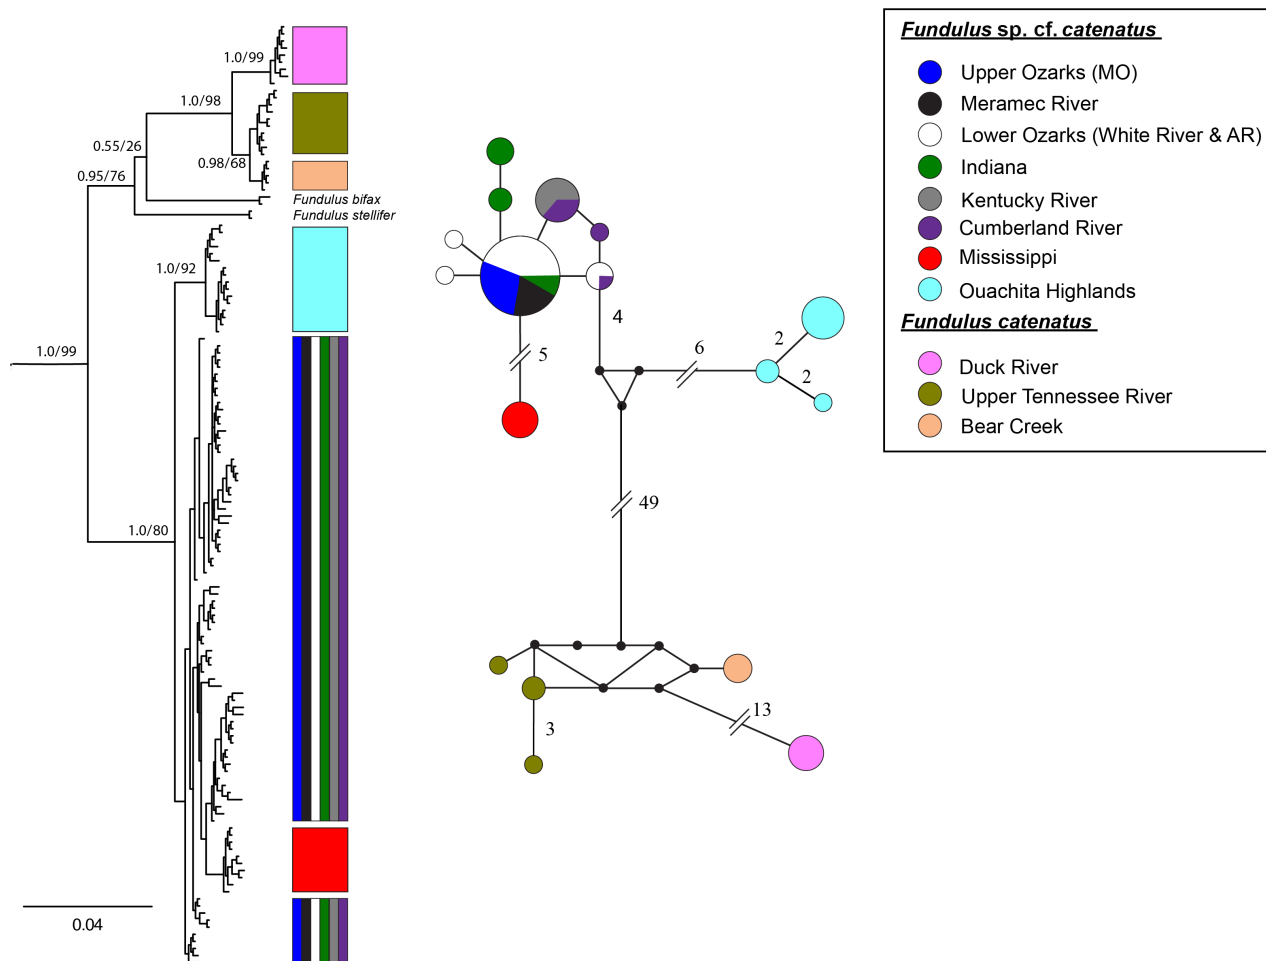 1.0/99
1.0/98
0.98/68
0.55/26
0.95/76
Fundulus bifax
Fundulus stellifer
1.0/92
1.0/99
1.0/80
0.04
4
5
6
2
2
49
3
13
Fundulus sp. cf. catenatus
Upper Ozarks (MO)
Meramec River
Lower Ozarks (White River & AR)
Indiana
Kentucky River
Cumberland River
Mississippi
Ouachita Highlands
Fundulus catenatus
Duck River
Upper Tennessee River
Bear Creek